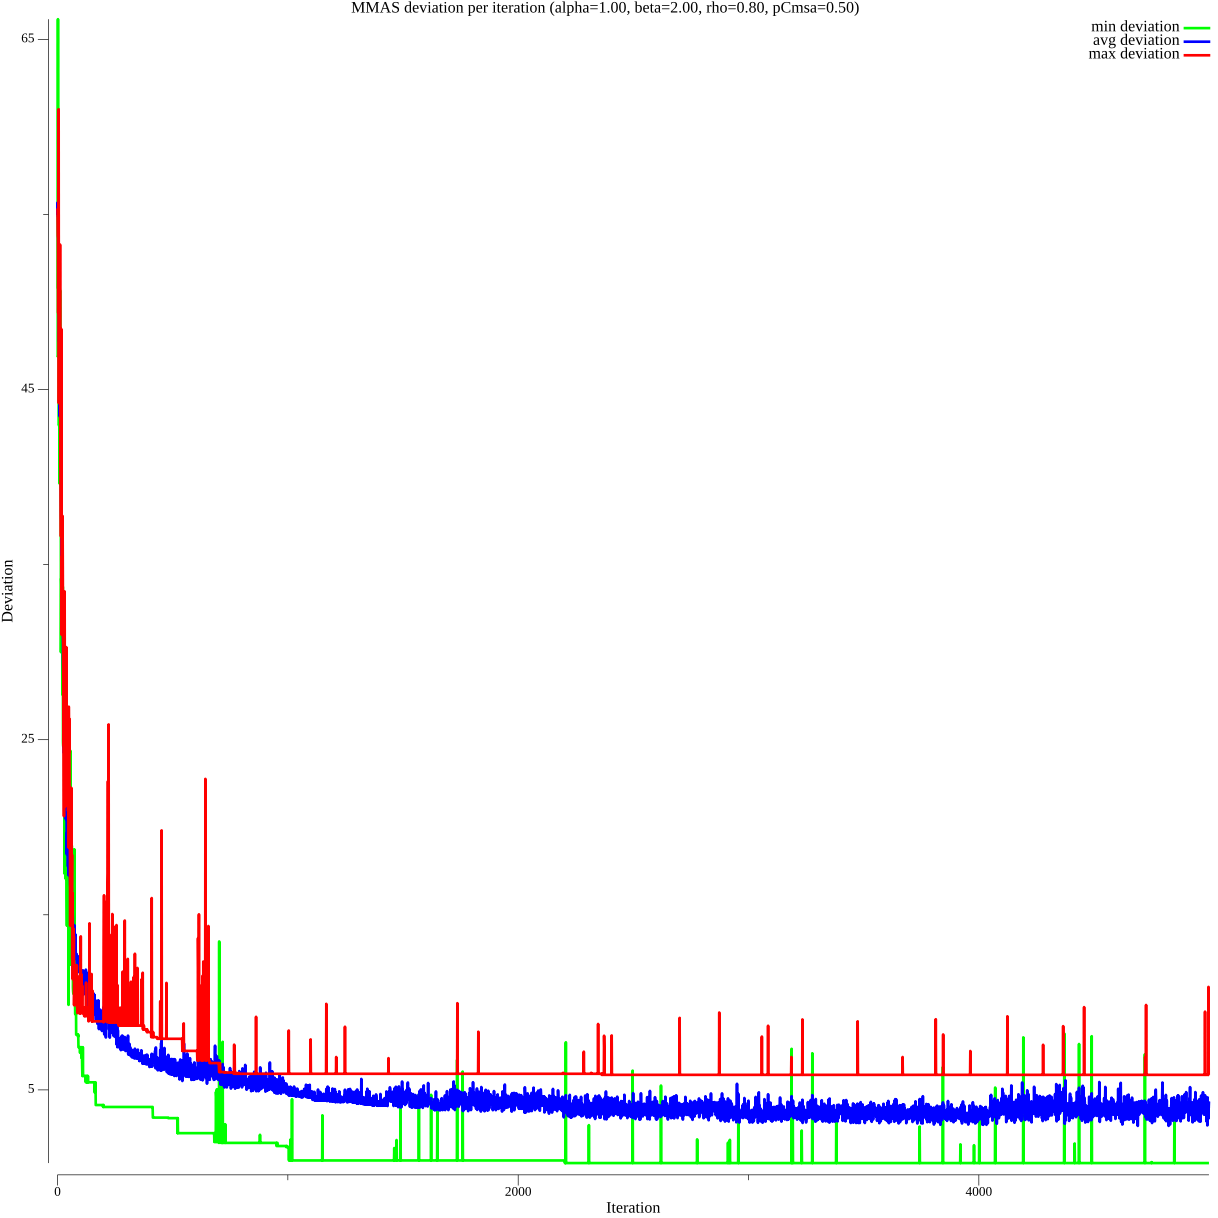 MMAS deviation per iteration (alpha=1.00, beta=2.00, rho=0.80, pCmsa=0.50)
min deviation
avg deviation
max deviation
65
45
25
5
Deviation
0
2000
4000
Iteration